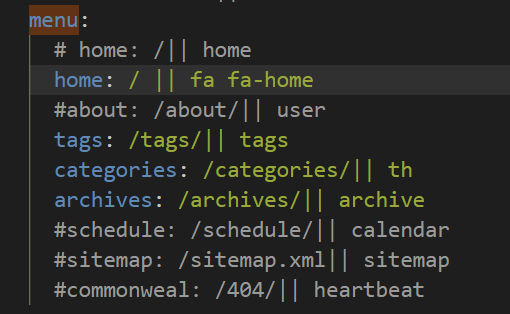 menu:
# home: /|| home
home: / || fa fa-home
#about: /about/|| user
tags: /tags/|| tags
categories: /categories/|| th
archives: /archives/|| archive
#schedule: /schedule/|| calendar
#sitemap: /sitemap.xml|| sitemap
#commonweal: /404/|| heartbeat